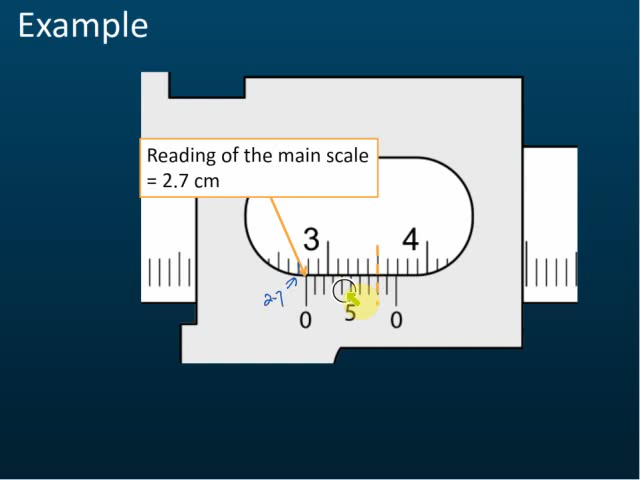 Example
Reading of the main scale
= 2.7 cm
3 4
2.7
0 5 0